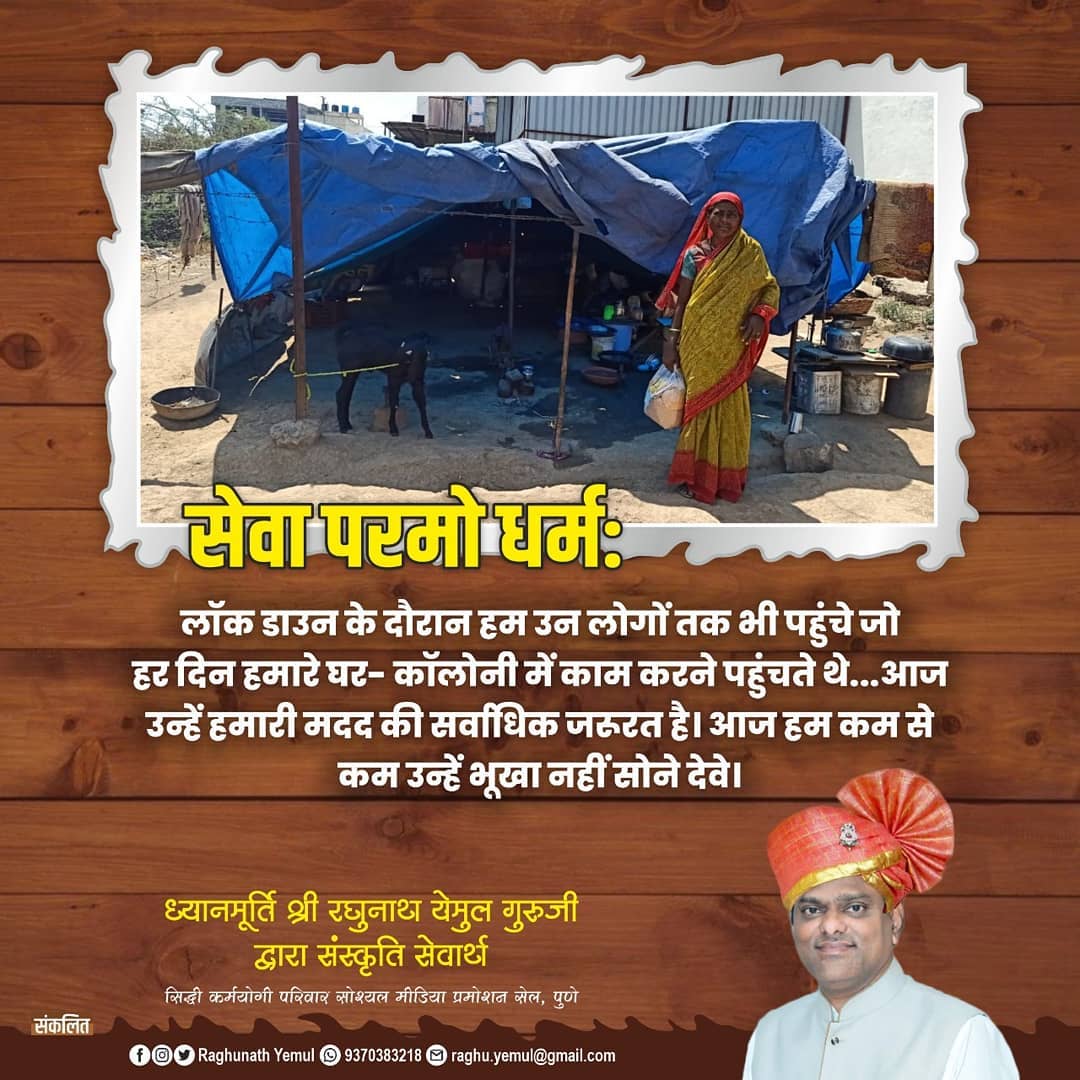 सेवा परमो धर्म:
लॉक डाउन के दौरान हम उन लोगों तक भी पहुंचे जो
हर दिन हमारे घर- कॉलोनी में काम करने पहुंचते थे...आज
उन्हें हमारी मदद की सर्वाधिक जरूरत है। आज हम कम से
कम उन्हें भूखा नहीं सोने देवे।
ध्यानमूर्ति श्री रघुनाथ येमुल गुरुजी
द्वारा संस्कृति सेवार्थ
सिद्धी कर्मयोगी परिवार सोश्यल मीडिया प्रमोशन सेल, पुणे
संकलित
Raghunath Yemul 9370383218 raghu.yemul@gmail.com